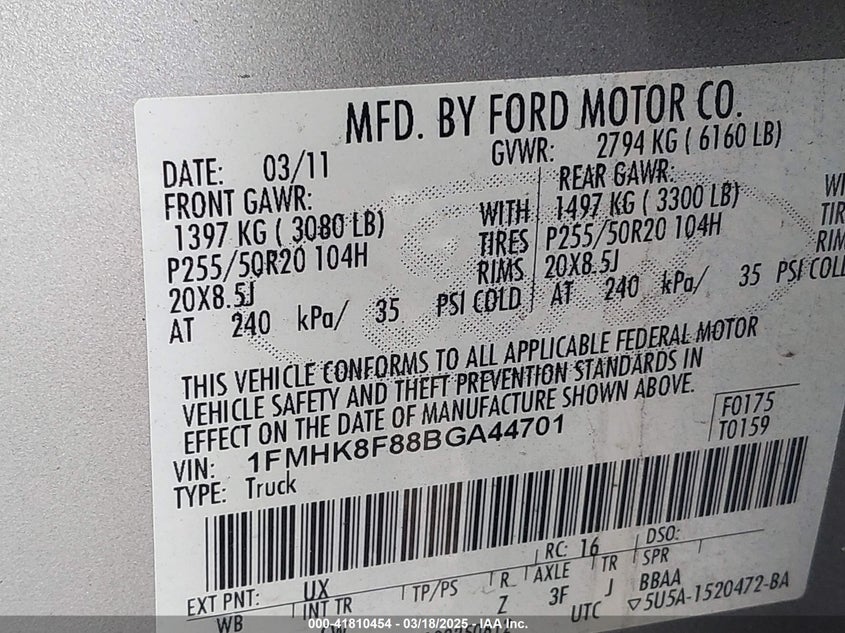 MFD. BY FORD MOTOR CO.
DATE: 03/11 GVWR: 2794 KG ( 6160 LB)
FRONT GAWR: REAR GAWR:
1397 KG ( 3080 LB) WITH 1497 KG ( 3300 LB) WI
P255/50R20 104H TIRES P255/50R20 104H TIR
20X8.5J RIMS 20X8.5J RIM
AT 240 kPa/ 35 PSI COLD AT 240 kPa/ 35 PSI COLD
THIS VEHICLE CONFORMS TO ALL APPLICABLE FEDERAL MOTOR
VEHICLE SAFETY AND THEFT PREVENTION STANDARDS IN
EFFECT ON THE DATE OF MANUFACTURE SHOWN ABOVE.
VIN: 1FMHK8F88BGA44701 F0175
TYPE: Truck T0159
RC: 16 DSO:
EXT PNT: UX TP/PS R AXLE TR SPR
WB INT TR Z 3F J BBAA
UTC ▽5U5A-1520472-BA
000-41810454 - 03/18/2025 - IAA Inc.